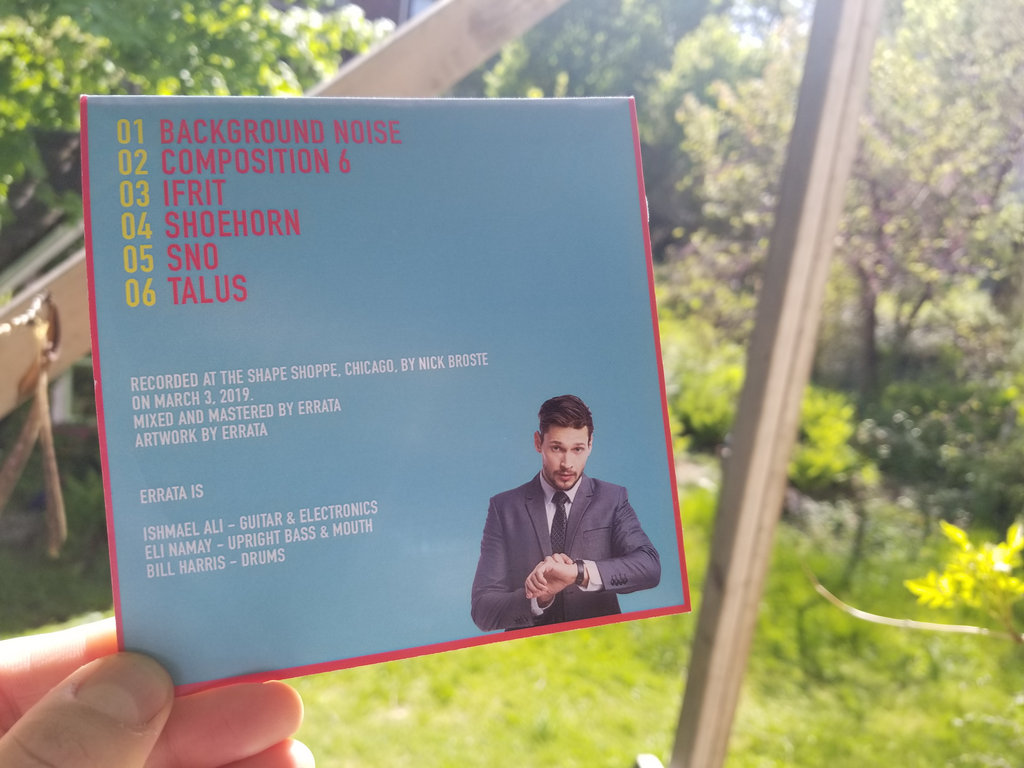 01 BACKGROUND NOISE
02 COMPOSITION 6
03 IFRIT
04 SHOEHORN
05 SNO
06 TALUS
RECORDED AT THE SHAPE SHOPPE, CHICAGO, BY NICK BROSTE
ON MARCH 3, 2019.
MIXED AND MASTERED BY ERRATA
ARTWORK BY ERRATA
ERRATA IS
ISHMAEL ALI – GUITAR & ELECTRONICS
ELI NAMAY – UPRIGHT BASS & MOUTH
BILL HARRIS – DRUMS